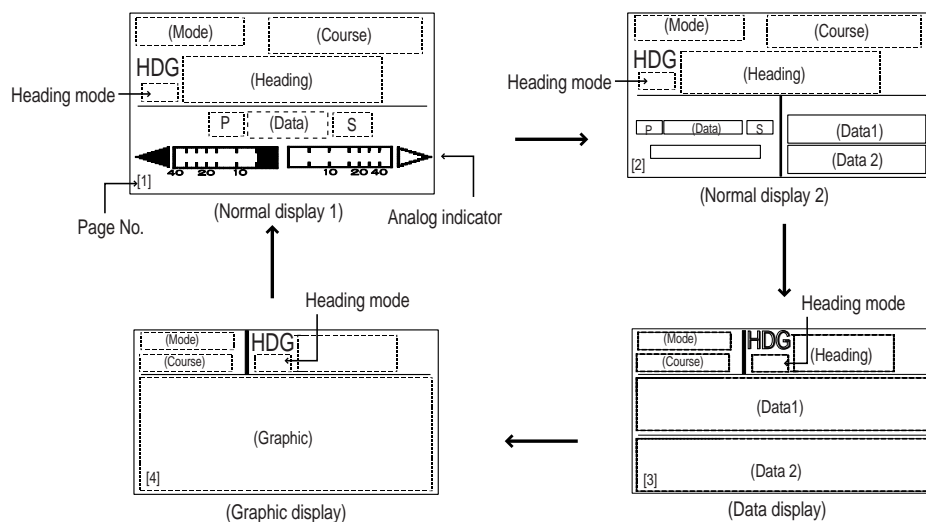 (Mode)
(Course)
HDG
(Heading)
Heading mode
P
(Data)
S
40 20 10
10 20 40
[1]
Page No.
(Normal display 1)
Analog indicator
(Mode)
(Course)
HDG
(Heading)
Heading mode
P
(Data)
S
(Data1)
(Data 2)
[2]
(Normal display 2)
Heading mode
(Mode)
HDG
(Course)
(Graphic)
[4]
(Graphic display)
Heading mode
(Mode)
HDG
(Heading)
(Course)
(Data1)
(Data 2)
[3]
(Data display)